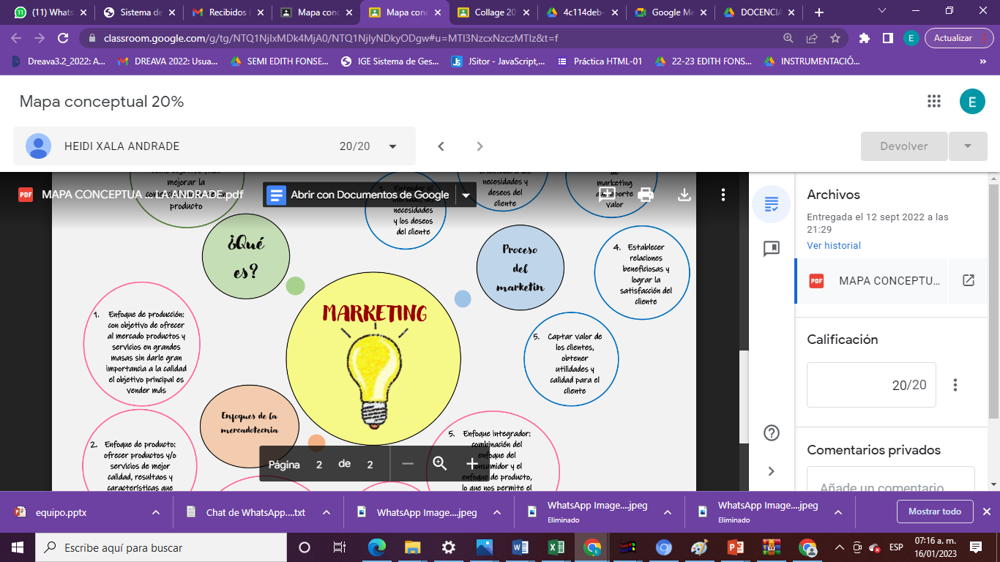 (11) Whats
Sistema de
Recibidos (
Mapa conc
Mapa conc
Collage 20
4c114deb-
Google Me
DOCENCIA
classroom.google.com/g/tg/NTQ1NjIxMDk4MjA0/NTQ1NjIyNDkyODgw#u=MTI3NzcxNzczMTIz&t=f
Actualizar
E
Dreava3.2_2022: A...
DREAVA 2022: Usua...
SEMI EDITH FONSE...
IGE Sistema de Ges...
JSitor - JavaScript,...
Práctica HTML-01
22-23 EDITH FONS...
INSTRUMENTACIÓ...
Mapa conceptual 20%
E
HEIDI XALA ANDRADE
20/20
Devolver
MAPA CONCEPTUA ... LA ANDRADE.pdf
Abrir con Documentos de Google
mejorar la
producto
necesidades
y los deseos
del cliente
necesidades y
deseos del
cliente
de
marketing
valor
¿Qué
es?
Proceso
del
marketin
4. Establecer
relaciones
beneficiosas y
lograr la
satisfacción del
cliente
MARKETING
1. Enfoque de producción:
con objetivo de ofrecer
al mercado productos y
servicios en grandes
masas sin darle gran
importancia a la calidad
el objetivo principal es
vender más
5. Captar valor de
los clientes,
obtener
utilidades y
calidad para el
cliente
Enfoques de la
mercadotecnia
2. Enfoque de producto:
ofrecer productos y/o
servicios de mejor
calidad, resultaos y
características que
5. Enfoque integrador:
combinación del
enfoque del
consumidor y el
enfoque de producto,
lo que nos permite el
Página 2 de 2
Archivos
Entregada el 12 sept 2022 a las
21:29
Ver historial
PDF
MAPA CONCEPTU...
Calificación
20/20
Comentarios privados
Añade un comentario
equipo.pptx
Chat de WhatsApp....txt
WhatsApp Image....jpeg
WhatsApp Image....jpeg
Eliminado
WhatsApp Image....jpeg
Eliminado
Mostrar todo
Escribe aquí para buscar
ESP
07:16 a. m.
16/01/2023